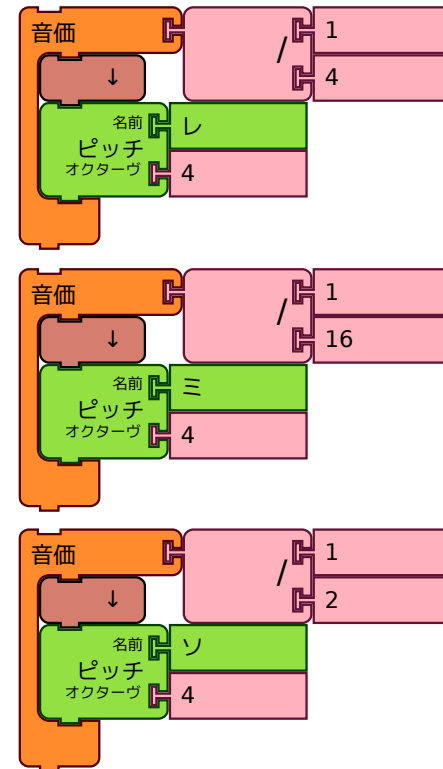 音価 / 1
↓ 4
名前 レ
ピッチ
オクターヴ 4
音価 / 1
↓ 16
名前 ミ
ピッチ
オクターヴ 4
音価 / 1
↓ 2
名前 ソ
ピッチ
オクターヴ 4